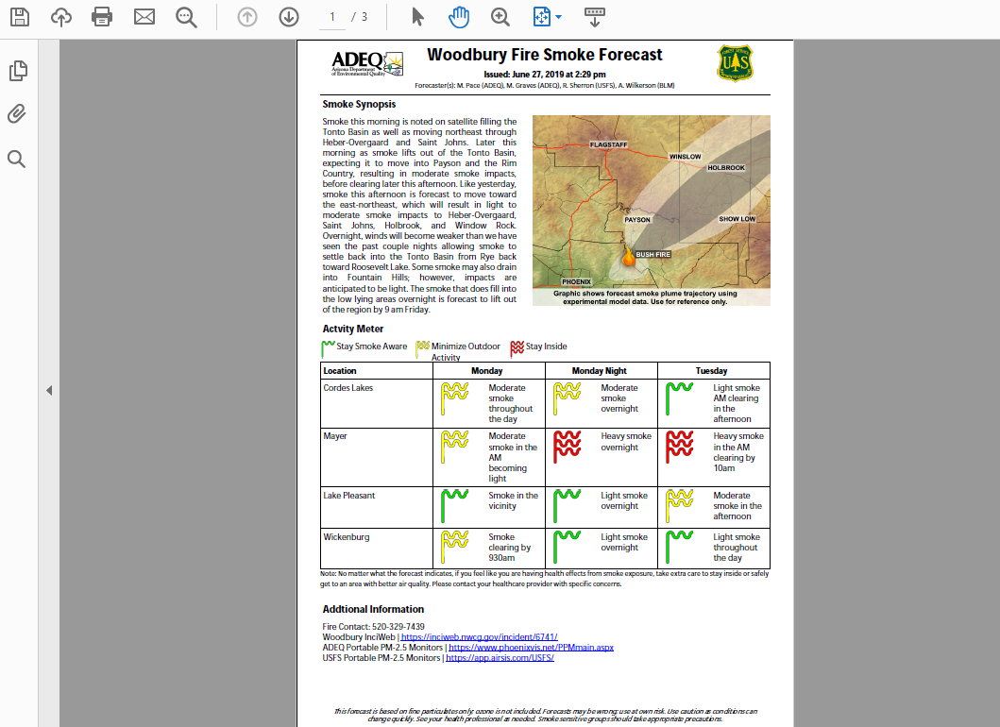 1 / 3
ADEQ
Arizona Department
of Environmental Quality
Woodbury Fire Smoke Forecast
Issued: June 27, 2019 at 2:29 pm
Forecaster(s): M. Pace (ADEQ), M. Graves (ADEQ), R. Sherron (USFS), A. Wilkerson (BLM)
UAS
Smoke Synopsis
Smoke this morning is noted on satellite filling the
Tonto Basin as well as moving northeast through
Heber-Overgaard and Saint Johns. Later this
morning as smoke lifts out of the Tonto Basin,
expecting it to move into Payson and the Rim
Country, resulting in moderate smoke impacts,
before clearing later this afternoon. Like yesterday,
smoke this afternoon is forecast to move toward
the east-northeast, which will result in light to
moderate smoke impacts to Heber-Overgaard,
Saint Johns, Holbrook, and Window Rock.
Overnight, winds will become weaker than we have
seen the past couple nights allowing smoke to
settle back into the Tonto Basin from Rye back
toward Roosevelt Lake. Some smoke may also drain
into Fountain Hills; however, impacts are
anticipated to be light. The smoke that does fill into
the low lying areas overnight is forecast to lift out
of the region by 9 am Friday.
FLAGSTAFF
WINSLOW
HOLBROOK
PAYSON
SHOW LOW
BUSH FIRE
PHOENIX
Graphic shows forecast smoke plume trajectory using
experimental model data. Use for reference only.
Activity Meter
Stay Smoke Aware
Minimize Outdoor
Activity
Stay Inside
Location Monday Monday Night Tuesday
Cordes Lakes
Moderate
smoke
throughout
the day
Moderate
smoke
overnight
Light smoke
AM clearing
in the
afternoon
Mayer
Moderate
smoke in the
AM
becoming
light
Heavy smoke
overnight
Heavy smoke
in the AM
clearing by
10am
Lake Pleasant
Smoke in the
vicinity
Light smoke
overnight
Moderate
smoke in the
afternoon
Wickenburg
Smoke
clearing by
930am
Light smoke
overnight
Light smoke
throughout
the day
Note: No matter what the forecast indicates, if you feel like you are having health effects from smoke exposure, take extra care to stay inside or safely
get to an area with better air quality. Please contact your healthcare provider with specific concerns.
Addtional Information
Fire Contact: 520-329-7439
Woodbury InciWeb | https://inciweb.nwcg.gov/incident/6741/
ADEQ Portable PM-2.5 Monitors | https://www.phoenixvis.net/PPMmain.aspx
USFS Portable PM-2.5 Monitors | https://app.airsis.com/USFS/
This forecast is based on fine particulates only; ozone is not included. Forecasts may be wrong; use at own risk. Use caution as conditions can
change quickly. See your health professional as needed. Smoke sensitive groups should take appropriate precautions.